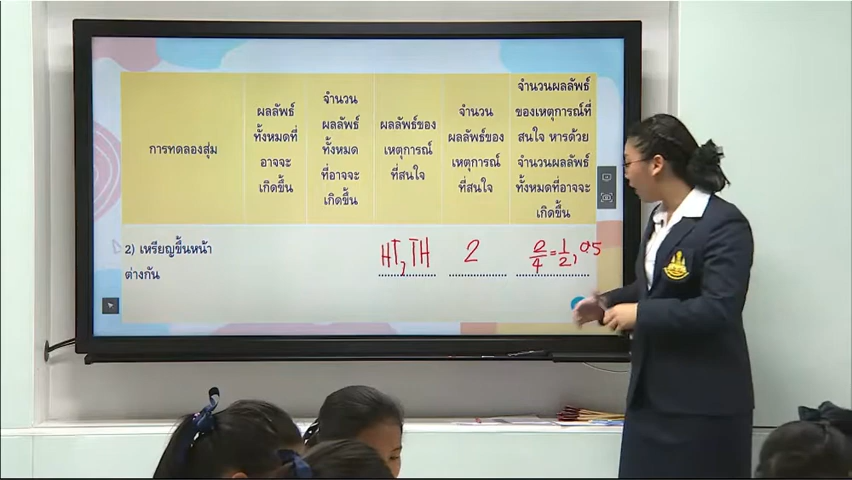 การทดลองสุ่ม
ผลลัพธ์
ทั้งหมดที่
อาจจะ
เกิดขึ้น
จำนวน
ผลลัพธ์
ทั้งหมด
ที่อาจจะ
เกิดขึ้น
ผลลัพธ์ของ
เหตุการณ์
ที่สนใจ
จำนวน
ผลลัพธ์ของ
เหตุการณ์
ที่สนใจ
จำนวนผลลัพธ์
ของเหตุการณ์ที่
สนใจ หารด้วย
จำนวนผลลัพธ์
ทั้งหมดที่อาจจะ
เกิดขึ้น
2) เหรียญขึ้นหน้า
ต่างกัน
HT, TH
2
2/4 = 1/2, 0.5